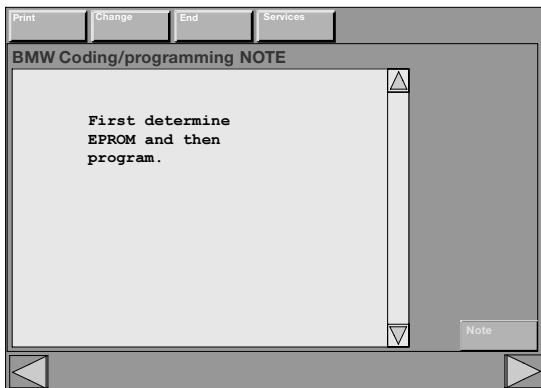 Print Change End Services
BMW Coding/programming NOTE
First determine
EPROM and then
program.
Note